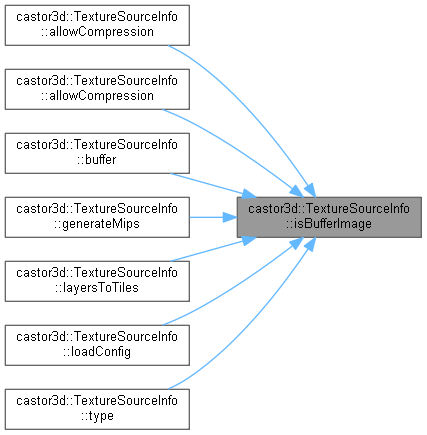 castor3d::TextureSourceInfo
::allowCompression
castor3d::TextureSourceInfo
::allowCompression
castor3d::TextureSourceInfo
::buffer
castor3d::TextureSourceInfo
::generateMips
castor3d::TextureSourceInfo
::isBufferImage
castor3d::TextureSourceInfo
::layersToTiles
castor3d::TextureSourceInfo
::loadConfig
castor3d::TextureSourceInfo
::type